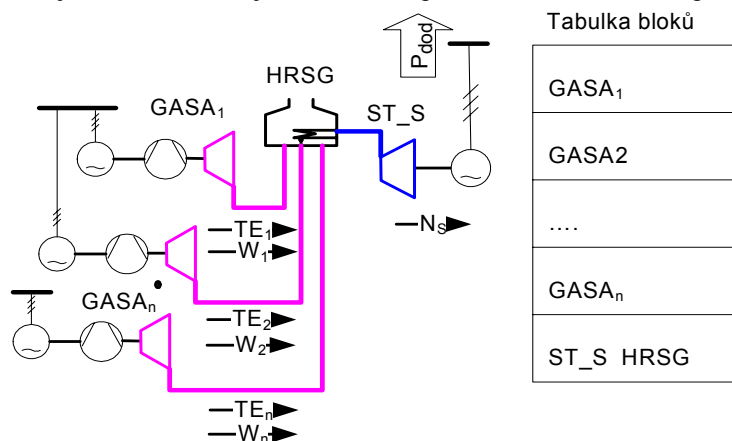 P_dod
HRSG
GASA₁
ST_S
N_S
TE₁
W₁
GASAₙ
TE₂
W₂
TEₙ
Wₙ
Tabulka bloků
GASA₁
GASA2
....
GASAₙ
ST_S HRSG